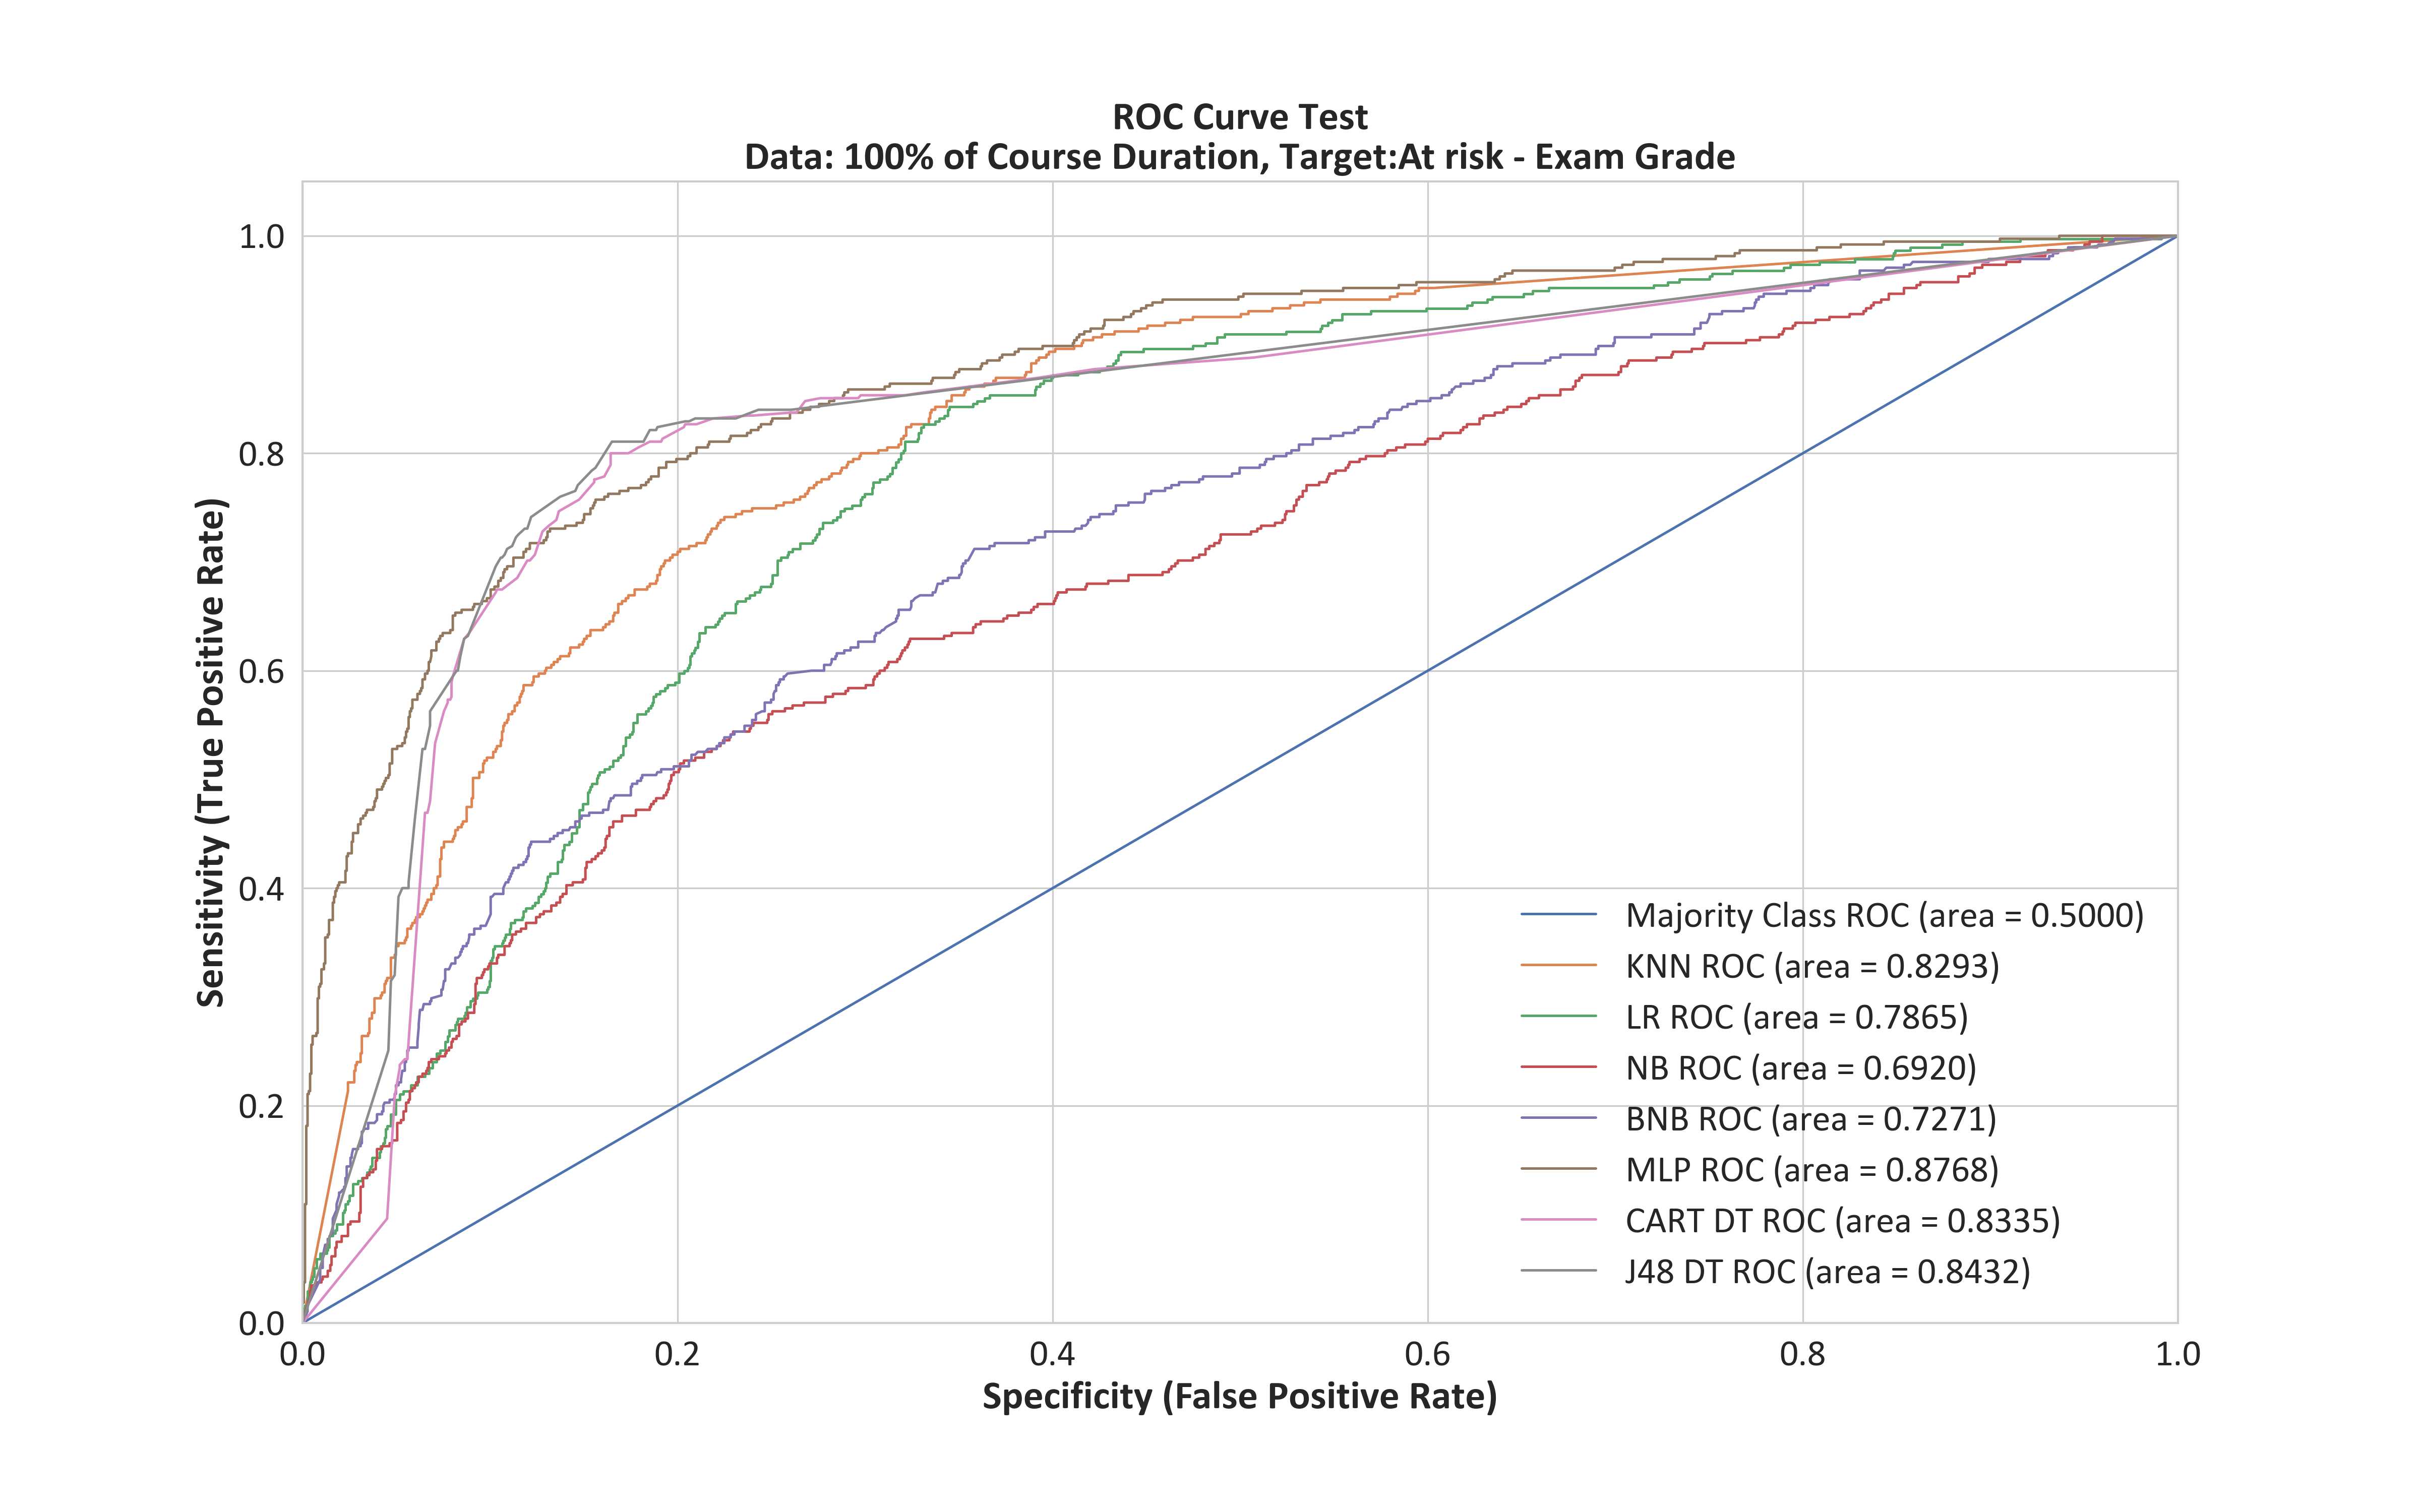 ROC Curve Test
Data: 100% of Course Duration, Target:At risk - Exam Grade
Sensitivity (True Positive Rate)
1.0
0.8
0.6
0.4
0.2
0.0
Majority Class ROC (area = 0.5000)
KNN ROC (area = 0.8293)
LR ROC (area = 0.7865)
NB ROC (area = 0.6920)
BNB ROC (area = 0.7271)
MLP ROC (area = 0.8768)
CART DT ROC (area = 0.8335)
J48 DT ROC (area = 0.8432)
0.0 0.2 0.4 0.6 0.8 1.0
Specificity (False Positive Rate)